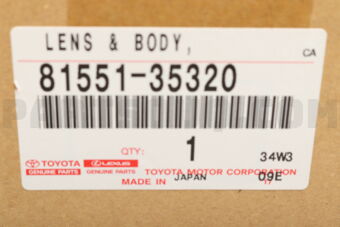 LENS & BODY,
CA
81551-35320
QTY:
1
34W3
TOYOTA
GENUINE PARTS
LEXUS
GENUINE PARTS
TOYOTA MOTOR CORPORATION
MADE IN JAPAN
09E